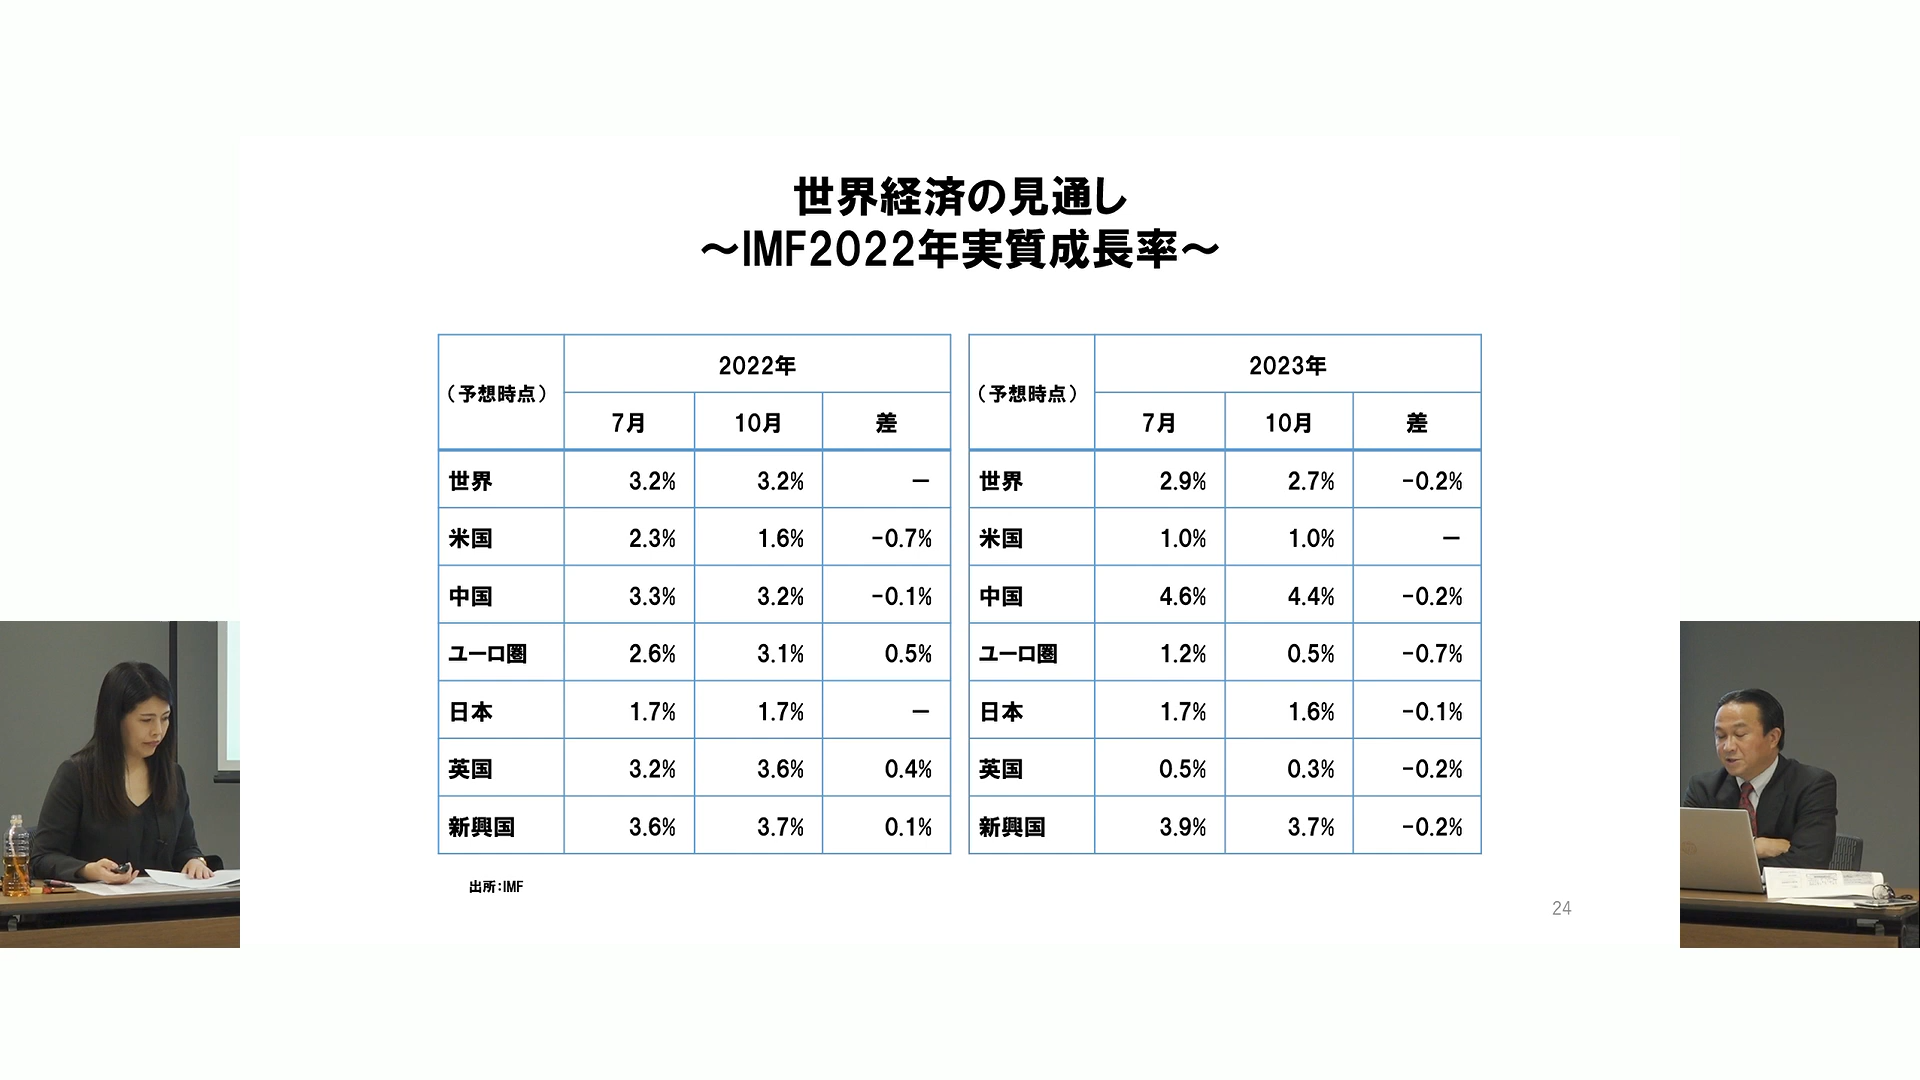 世界経済の見通し
～IMF2022年実質成長率～
（予想時点） 2022年
7月 10月 差
世界 3.2% 3.2% －
米国 2.3% 1.6% -0.7%
中国 3.3% 3.2% -0.1%
ユーロ圏 2.6% 3.1% 0.5%
日本 1.7% 1.7% －
英国 3.2% 3.6% 0.4%
新興国 3.6% 3.7% 0.1%
（予想時点） 2023年
7月 10月 差
世界 2.9% 2.7% -0.2%
米国 1.0% 1.0% －
中国 4.6% 4.4% -0.2%
ユーロ圏 1.2% 0.5% -0.7%
日本 1.7% 1.6% -0.1%
英国 0.5% 0.3% -0.2%
新興国 3.9% 3.7% -0.2%
出所：IMF
24